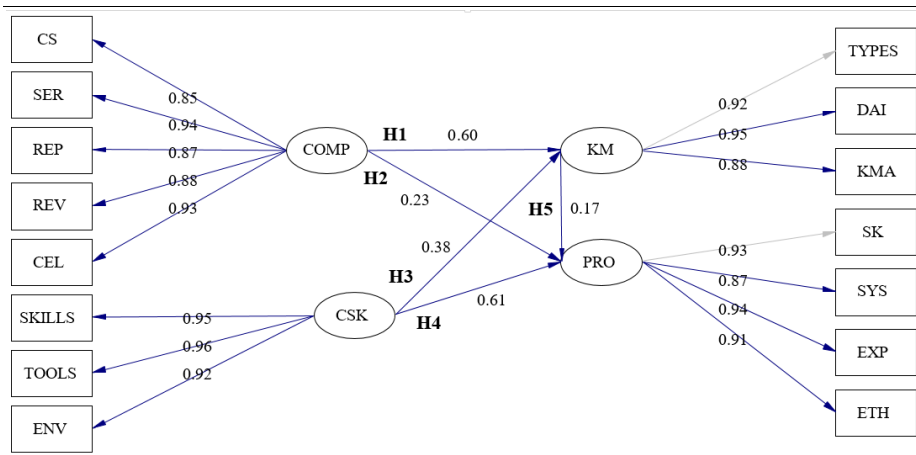 CS
SER
REP
REV
CEL
SKILLS
TOOLS
ENV
0.85
0.94
0.87
0.88
0.93
0.95
0.96
0.92
COMP
CSK
H1
0.60
H2
0.23
H3
0.38
H4
0.61
H5
0.17
KM
PRO
0.92
0.95
0.88
0.93
0.87
0.94
0.91
TYPES
DAI
KMA
SK
SYS
EXP
ETH